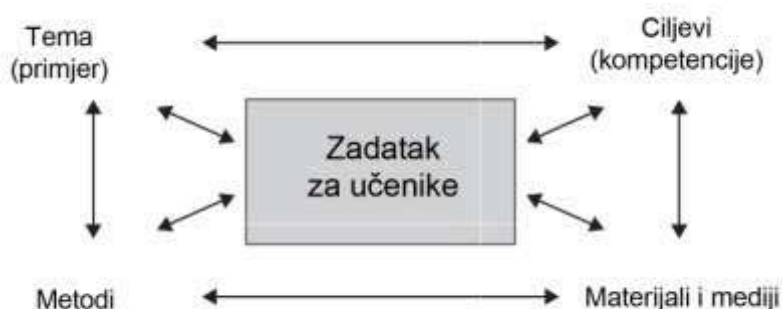 Tema
(primjer)
Ciljevi
(kompetencije)
Zadatak
za učenike
Metodi
Materijali i mediji